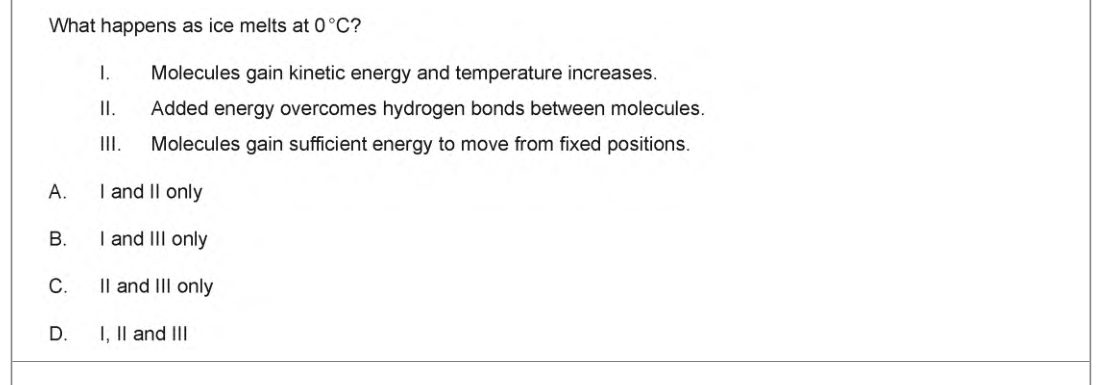 What happens as ice melts at 0°C?
I. Molecules gain kinetic energy and temperature increases.
II. Added energy overcomes hydrogen bonds between molecules.
III. Molecules gain sufficient energy to move from fixed positions.
A. I and II only
B. I and III only
C. II and III only
D. I, II and III